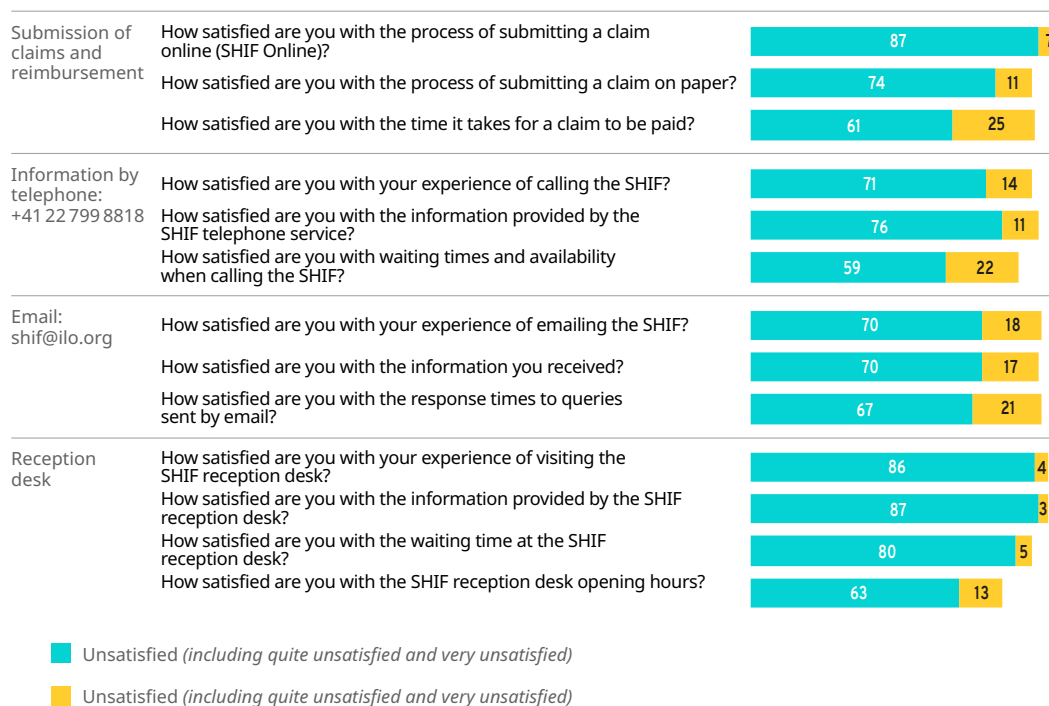 Submission of
claims and
reimbursement
How satisfied are you with the process of submitting a claim
online (SHIF Online)?
87 7
How satisfied are you with the process of submitting a claim on paper?
74 11
How satisfied are you with the time it takes for a claim to be paid?
61 25
Information by
telephone:
+41 22 799 8818
How satisfied are you with your experience of calling the SHIF?
71 14
How satisfied are you with the information provided by the
SHIF telephone service?
76 11
How satisfied are you with waiting times and availability
when calling the SHIF?
59 22
Email:
shif@ilo.org
How satisfied are you with your experience of emailing the SHIF?
70 18
How satisfied are you with the information you received?
70 17
How satisfied are you with the response times to queries
sent by email?
67 21
Reception
desk
How satisfied are you with your experience of visiting the
SHIF reception desk?
86 4
How satisfied are you with the information provided by the SHIF
reception desk?
87 3
How satisfied are you with the waiting time at the SHIF
reception desk?
80 5
How satisfied are you with the SHIF reception desk opening hours?
63 13
Unsatisfied (including quite unsatisfied and very unsatisfied)
Unsatisfied (including quite unsatisfied and very unsatisfied)